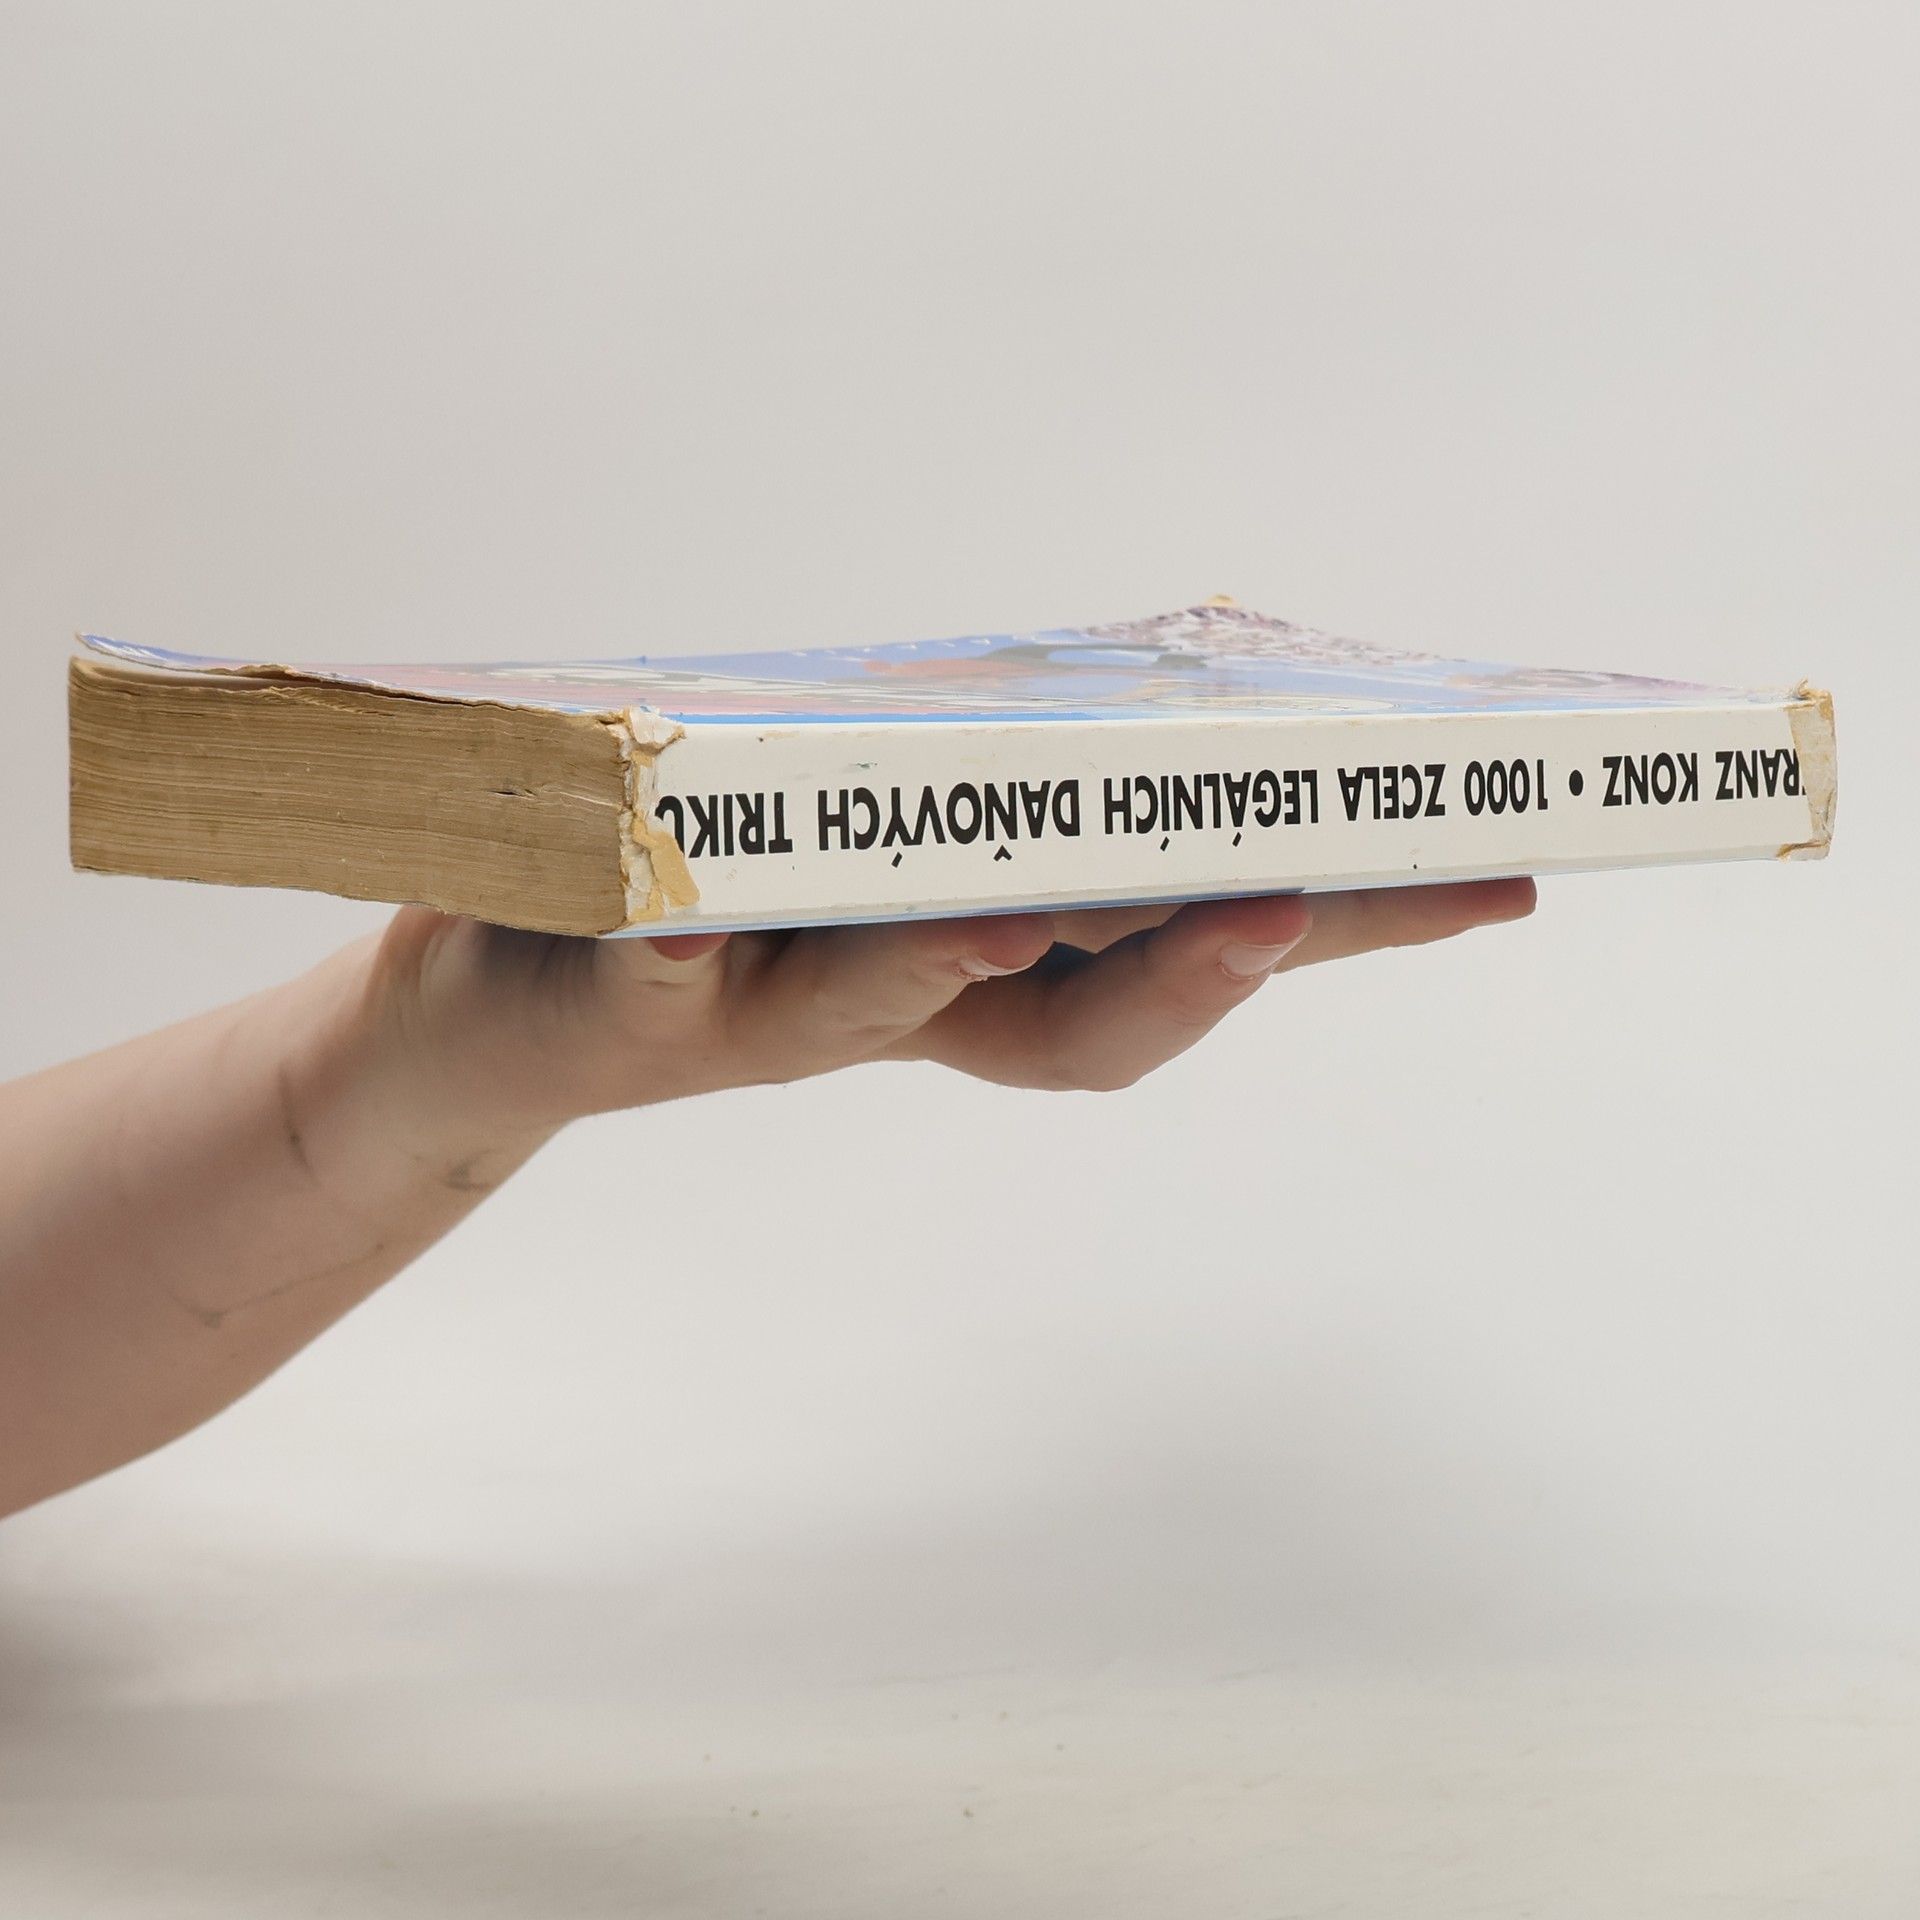 RANZ KONZ • 1000 ZCELA LEGÁLNÍCH DAŇOVÝCH TRIKŮ